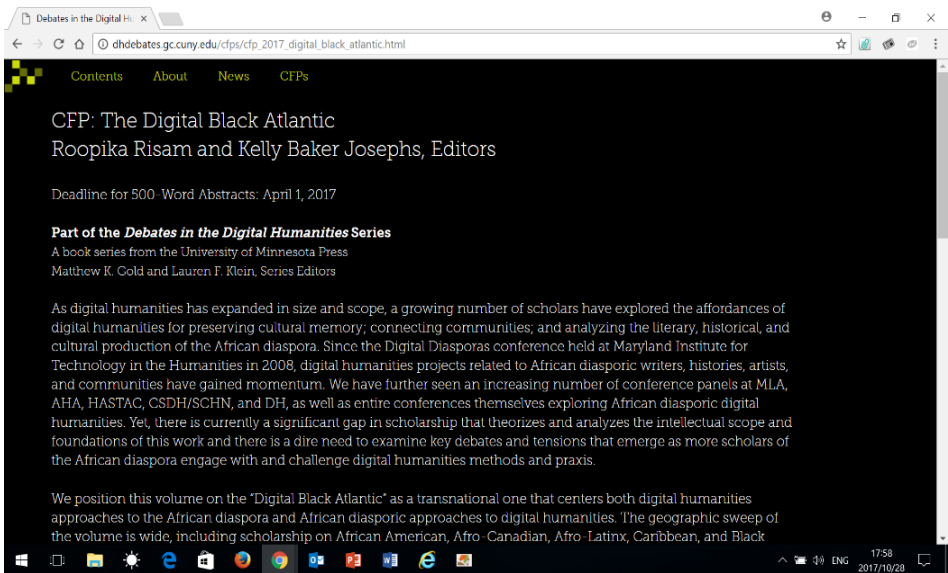 Debates in the Digital Hu
dhdebates.gc.cuny.edu/cfps/cfp_2017_digital_black_atlantic.html
Contents About News CFPs
CFP: The Digital Black Atlantic
Roopika Risam and Kelly Baker Josephs, Editors
Deadline for 500-Word Abstracts: April 1, 2017
Part of the Debates in the Digital Humanities Series
A book series from the University of Minnesota Press
Matthew K. Gold and Lauren F. Klein, Series Editors
As digital humanities has expanded in size and scope, a growing number of scholars have explored the affordances of
digital humanities for preserving cultural memory; connecting communities; and analyzing the literary, historical, and
cultural production of the African diaspora. Since the Digital Diasporas conference held at Maryland Institute for
Technology in the Humanities in 2008, digital humanities projects related to African diasporic writers, histories, artists,
and communities have gained momentum. We have further seen an increasing number of conference panels at MLA,
AHA, HASTAC, CSDH/SCHN, and DH, as well as entire conferences themselves exploring African diasporic digital
humanities. Yet, there is currently a significant gap in scholarship that theorizes and analyzes the intellectual scope and
foundations of this work and there is a dire need to examine key debates and tensions that emerge as more scholars of
the African diaspora engage with and challenge digital humanities methods and praxis.
We position this volume on the "Digital Black Atlantic" as a transnational one that centers both digital humanities
approaches to the African diaspora and African diasporic approaches to digital humanities. The geographic sweep of
the volume is wide, including scholarship on African American, Afro-Canadian, Afro-Latinx, Caribbean, and Black
ENG
17:58
2017/10/28